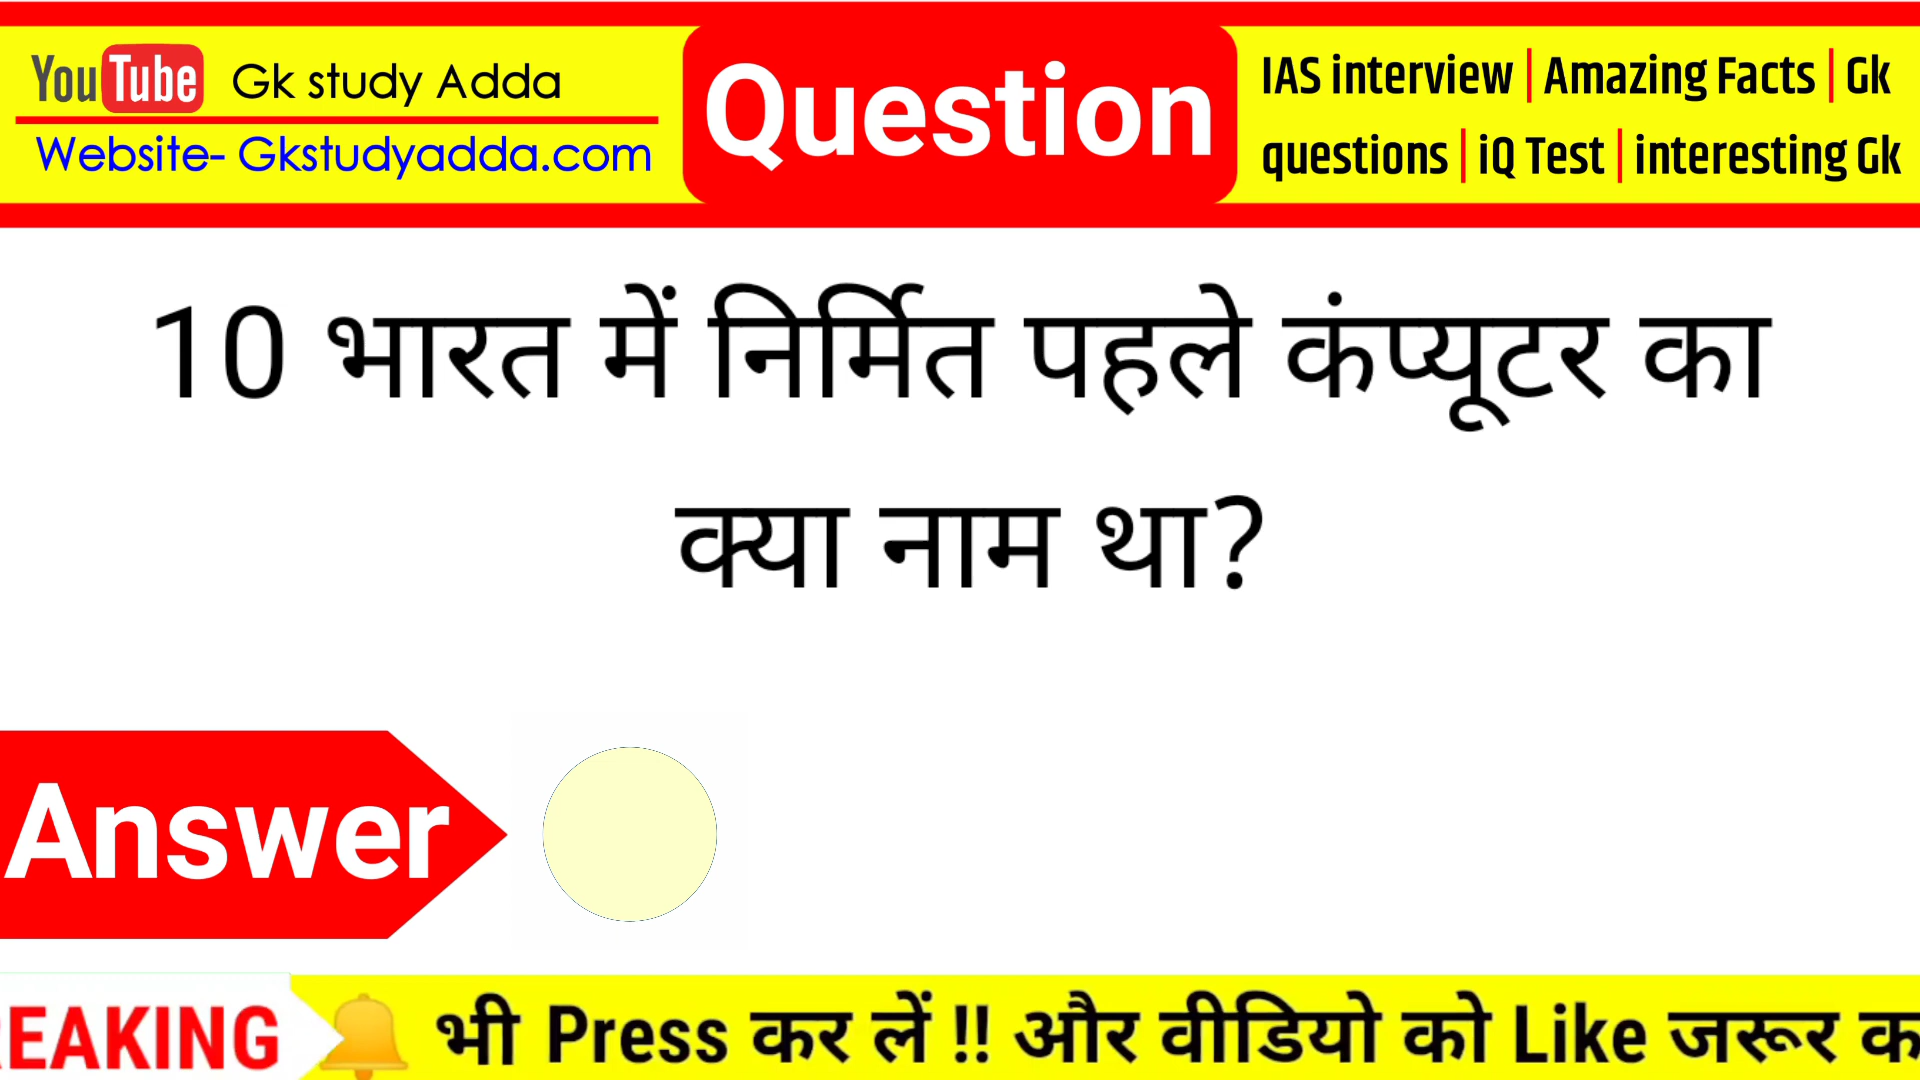 YouTube Gk study Adda
Website- Gkstudyadda.com
Question
IAS interview | Amazing Facts | Gk
questions | iQ Test | interesting Gk
10 भारत में निर्मित पहले कंप्यूटर का
क्या नाम था?
Answer
EAKING भी Press कर लें !! और वीडियो को Like जरूर क